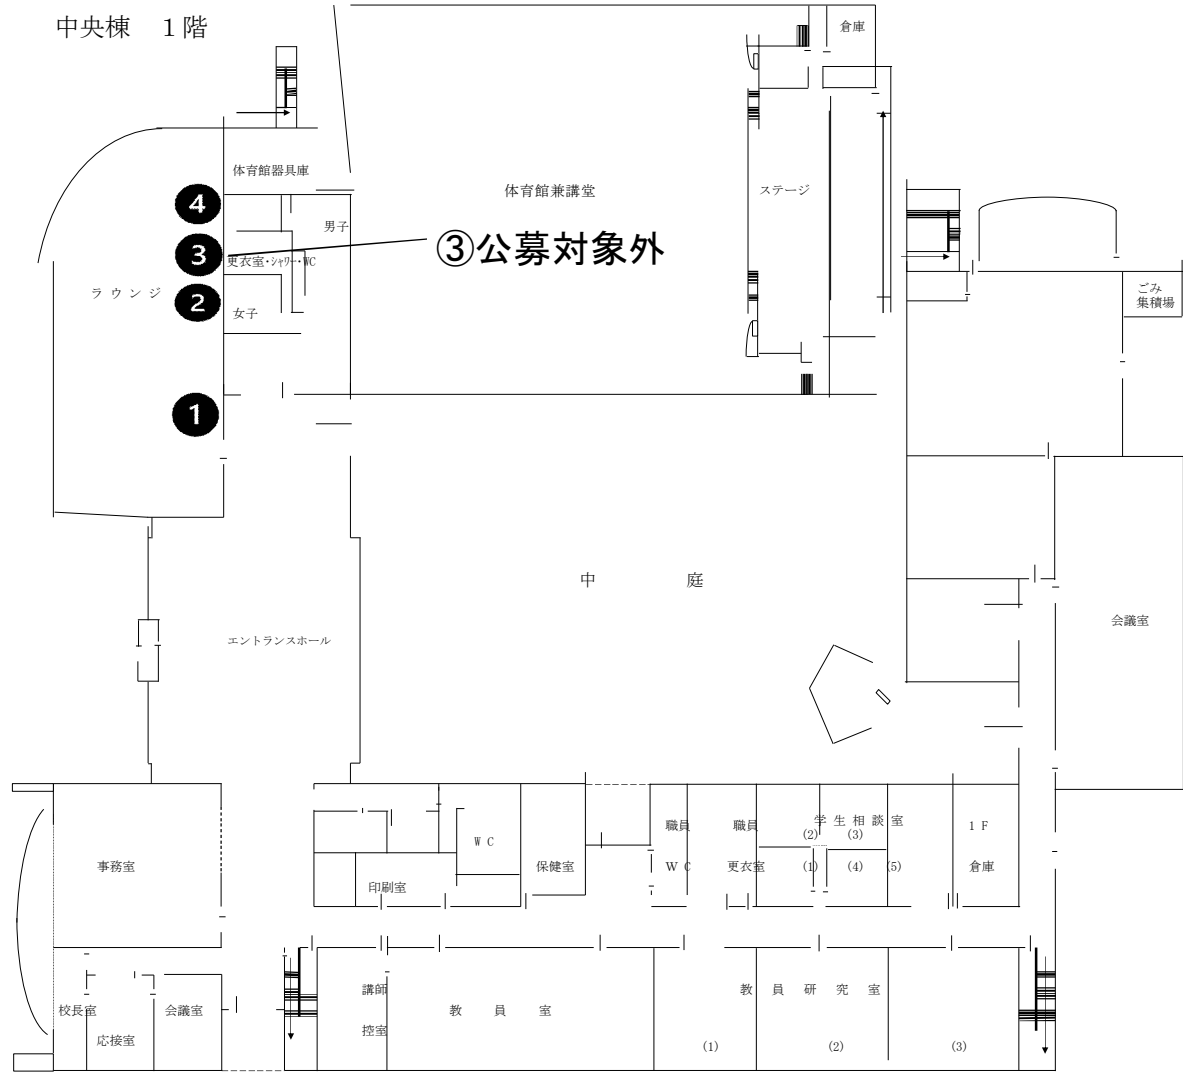 中央棟　1階
倉庫
体育館器具庫
④
体育館兼講堂
ステージ
男子
③
③公募対象外
更衣室・シャワー・WC
ラウンジ
②
女子
ごみ
集積場
①
中　庭
会議室
エントランスホール
事務室
WC
印刷室
保健室
職員
WC
職員
更衣室
学生相談室
(2)
(3)
(1)
(4)
(5)
1F
倉庫
校長室
応接室
会議室
講師
控室
教員室
教員研究室
(1)
(2)
(3)